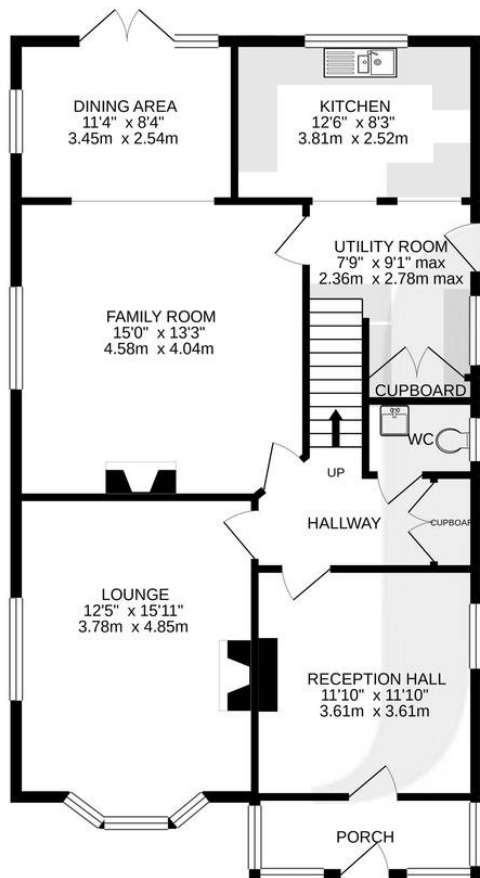 DINING AREA
11'4" x 8'4"
3.45m x 2.54m
KITCHEN
12'6" x 8'3"
3.81m x 2.52m
UTILITY ROOM
7'9" x 9'1" max
2.36m x 2.78m max
FAMILY ROOM
15'0" x 13'3"
4.58m x 4.04m
CUPBOARD
WC
UP
HALLWAY
CUPBOAR
LOUNGE
12'5" x 15'11"
3.78m x 4.85m
RECEPTION HALL
11'10" x 11'10"
3.61m x 3.61m
PORCH